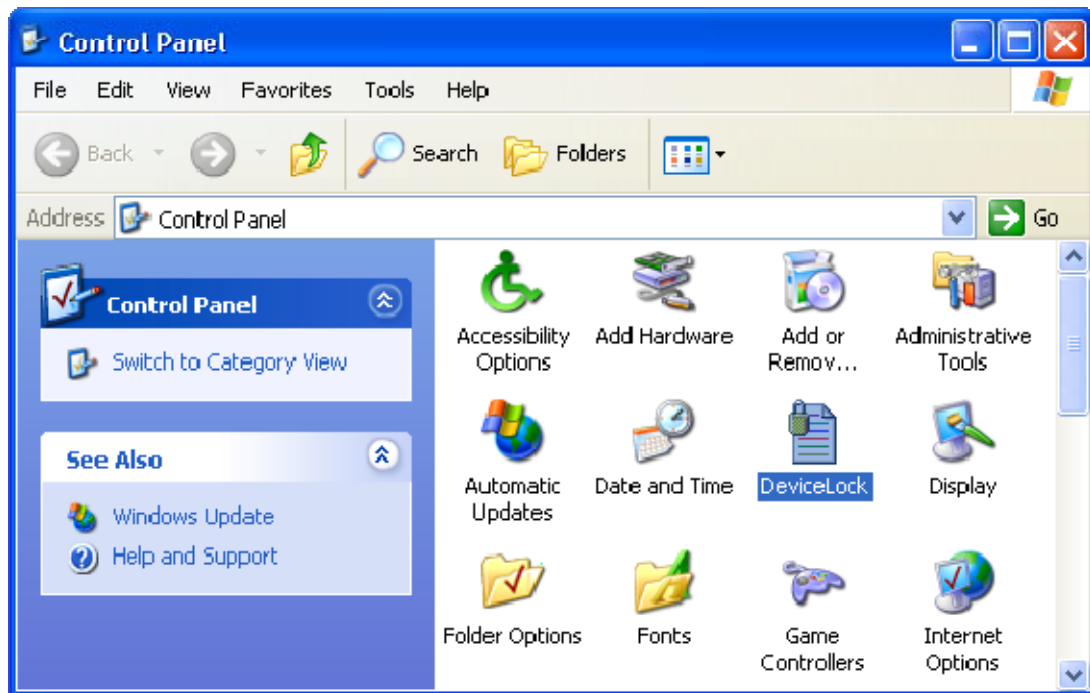 Control Panel
File Edit View Favorites Tools Help
Back Search Folders
Address Control Panel Go
Control Panel
Switch to Category View
See Also
Windows Update
Help and Support
Accessibility Options
Add Hardware
Add or Remov...
Administrative Tools
Automatic Updates
Date and Time
DeviceLock
Display
Folder Options
Fonts
Game Controllers
Internet Options